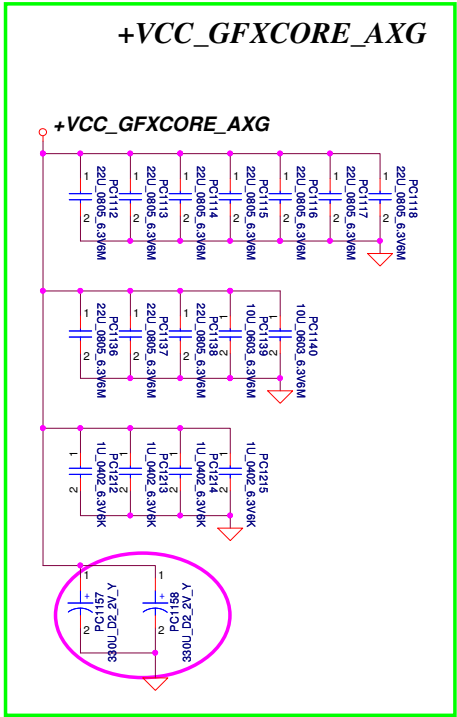 +VCC_GFXCORE_AXG
+VCC_GFXCORE_AXG
1
2
PC1112
22U_0805_6.3V6M
1
2
PC1113
22U_0805_6.3V6M
1
2
PC1114
22U_0805_6.3V6M
1
2
PC1115
22U_0805_6.3V6M
1
2
PC1116
22U_0805_6.3V6M
1
2
PC1117
22U_0805_6.3V6M
1
2
PC1118
22U_0805_6.3V6M
1
2
PC1136
22U_0805_6.3V6M
1
2
PC1137
22U_0805_6.3V6M
1
2
PC1138
22U_0805_6.3V6M
1
2
PC1139
10U_0603_6.3V6M
1
2
PC1140
10U_0603_6.3V6M
1
2
PC1212
1U_0402_6.3V6K
1
2
PC1213
1U_0402_6.3V6K
1
2
PC1214
1U_0402_6.3V6K
1
2
PC1215
1U_0402_6.3V6K
1
+
2
PC1157
330U_D2_2V_Y
1
+
2
PC1158
330U_D2_2V_Y